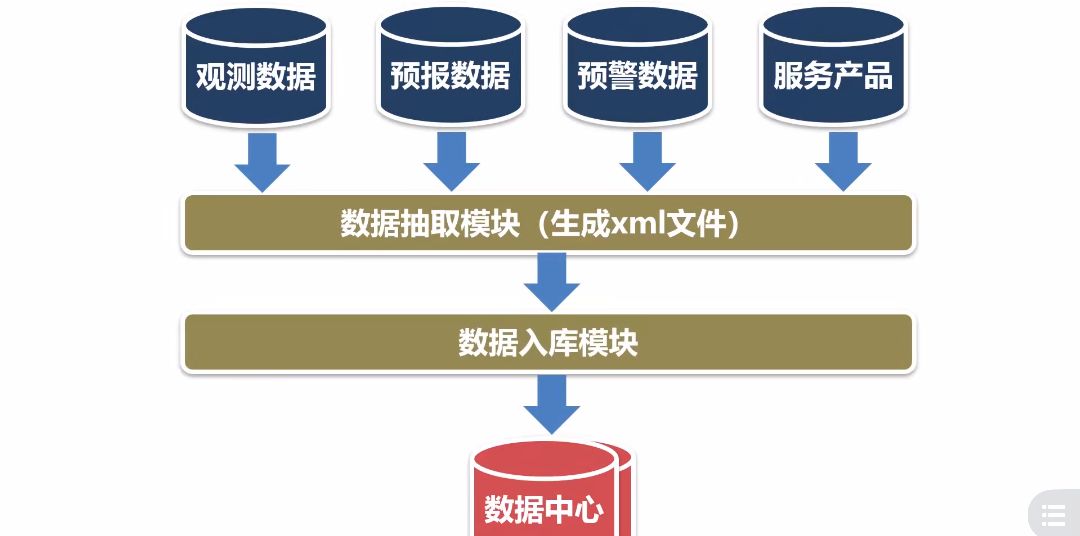 观测数据
预报数据
预警数据
服务产品
数据抽取模块（生成xml文件）
数据入库模块
数据中心